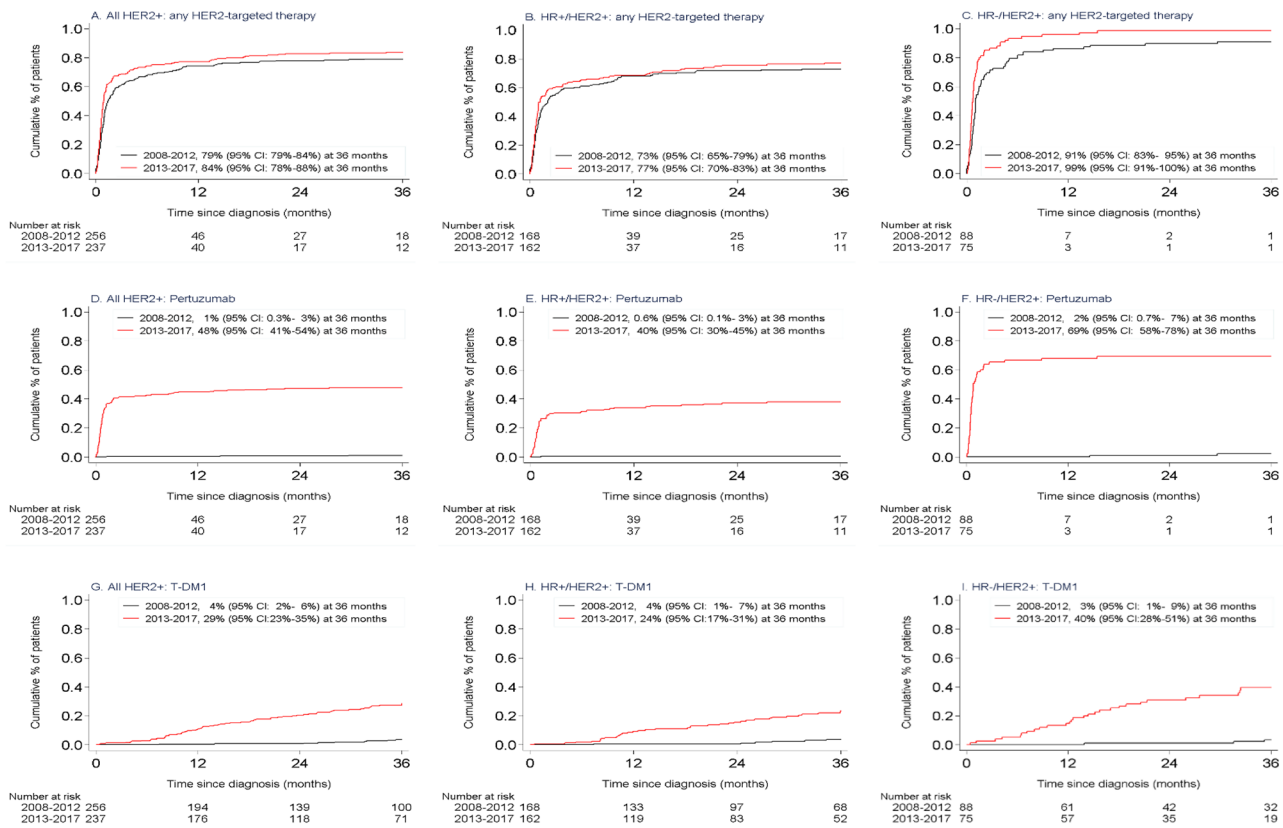 A. All HER2+: any HER2-targeted therapy
Cumulative % of patients
1.0
0.8
0.6
0.4
0.2
0.0
2008-2012, 79% (95% CI: 79%-84%) at 36 months
2013-2017, 84% (95% CI: 78%-88%) at 36 months
0 12 24 36
Time since diagnosis (months)
Number at risk
2008-2012 256 46 27 18
2013-2017 237 40 17 12
B. HR+/HER2+: any HER2-targeted therapy
Cumulative % of patients
1.0
0.8
0.6
0.4
0.2
0.0
2008-2012, 73% (95% CI: 65%-79%) at 36 months
2013-2017, 77% (95% CI: 70%-83%) at 36 months
0 12 24 36
Time since diagnosis (months)
Number at risk
2008-2012 168 39 25 17
2013-2017 162 37 16 11
C. HR-/HER2+: any HER2-targeted therapy
Cumulative % of patients
1.0
0.8
0.6
0.4
0.2
0.0
2008-2012, 91% (95% CI: 83%- 95%) at 36 months
2013-2017, 99% (95% CI: 91%-100%) at 36 months
0 12 24 36
Time since diagnosis (months)
Number at risk
2008-2012 88 7 2 1
2013-2017 75 3 1 1
D. All HER2+: Pertuzumab
Cumulative % of patients
1.0
0.8
0.6
0.4
0.2
0.0
2008-2012, 1% (95% CI: 0.3%- 3%) at 36 months
2013-2017, 48% (95% CI: 41%-54%) at 36 months
0 12 24 36
Time since diagnosis (months)
Number at risk
2008-2012 256 46 27 18
2013-2017 237 40 17 12
E. HR+/HER2+: Pertuzumab
Cumulative % of patients
1.0
0.8
0.6
0.4
0.2
0.0
2008-2012, 0.6% (95% CI: 0.1%- 3%) at 36 months
2013-2017, 40% (95% CI: 30%-45%) at 36 months
0 12 24 36
Time since diagnosis (months)
Number at risk
2008-2012 168 39 25 17
2013-2017 162 37 16 11
F. HR-/HER2+: Pertuzumab
Cumulative % of patients
1.0
0.8
0.6
0.4
0.2
0.0
2008-2012, 2% (95% CI: 0.7%- 7%) at 36 months
2013-2017, 69% (95% CI: 58%-78%) at 36 months
0 12 24 36
Time since diagnosis (months)
Number at risk
2008-2012 88 7 2 1
2013-2017 75 3 1 1
G. All HER2+: T-DM1
Cumulative % of patients
1.0
0.8
0.6
0.4
0.2
0.0
2008-2012, 4% (95% CI: 2%- 6%) at 36 months
2013-2017, 29% (95% CI:23%-35%) at 36 months
0 12 24 36
Time since diagnosis (months)
Number at risk
2008-2012 256 194 139 100
2013-2017 237 176 118 71
H. HR+/HER2+: T-DM1
Cumulative % of patients
1.0
0.8
0.6
0.4
0.2
0.0
2008-2012, 4% (95% CI: 1%- 7%) at 36 months
2013-2017, 24% (95% CI:17%-31%) at 36 months
0 12 24 36
Time since diagnosis (months)
Number at risk
2008-2012 168 133 97 68
2013-2017 162 119 83 52
I. HR-/HER2+: T-DM1
Cumulative % of patients
1.0
0.8
0.6
0.4
0.2
0.0
2008-2012, 3% (95% CI: 1%- 9%) at 36 months
2013-2017, 40% (95% CI:28%-51%) at 36 months
0 12 24 36
Time since diagnosis (months)
Number at risk
2008-2012 88 61 42 32
2013-2017 75 57 35 19